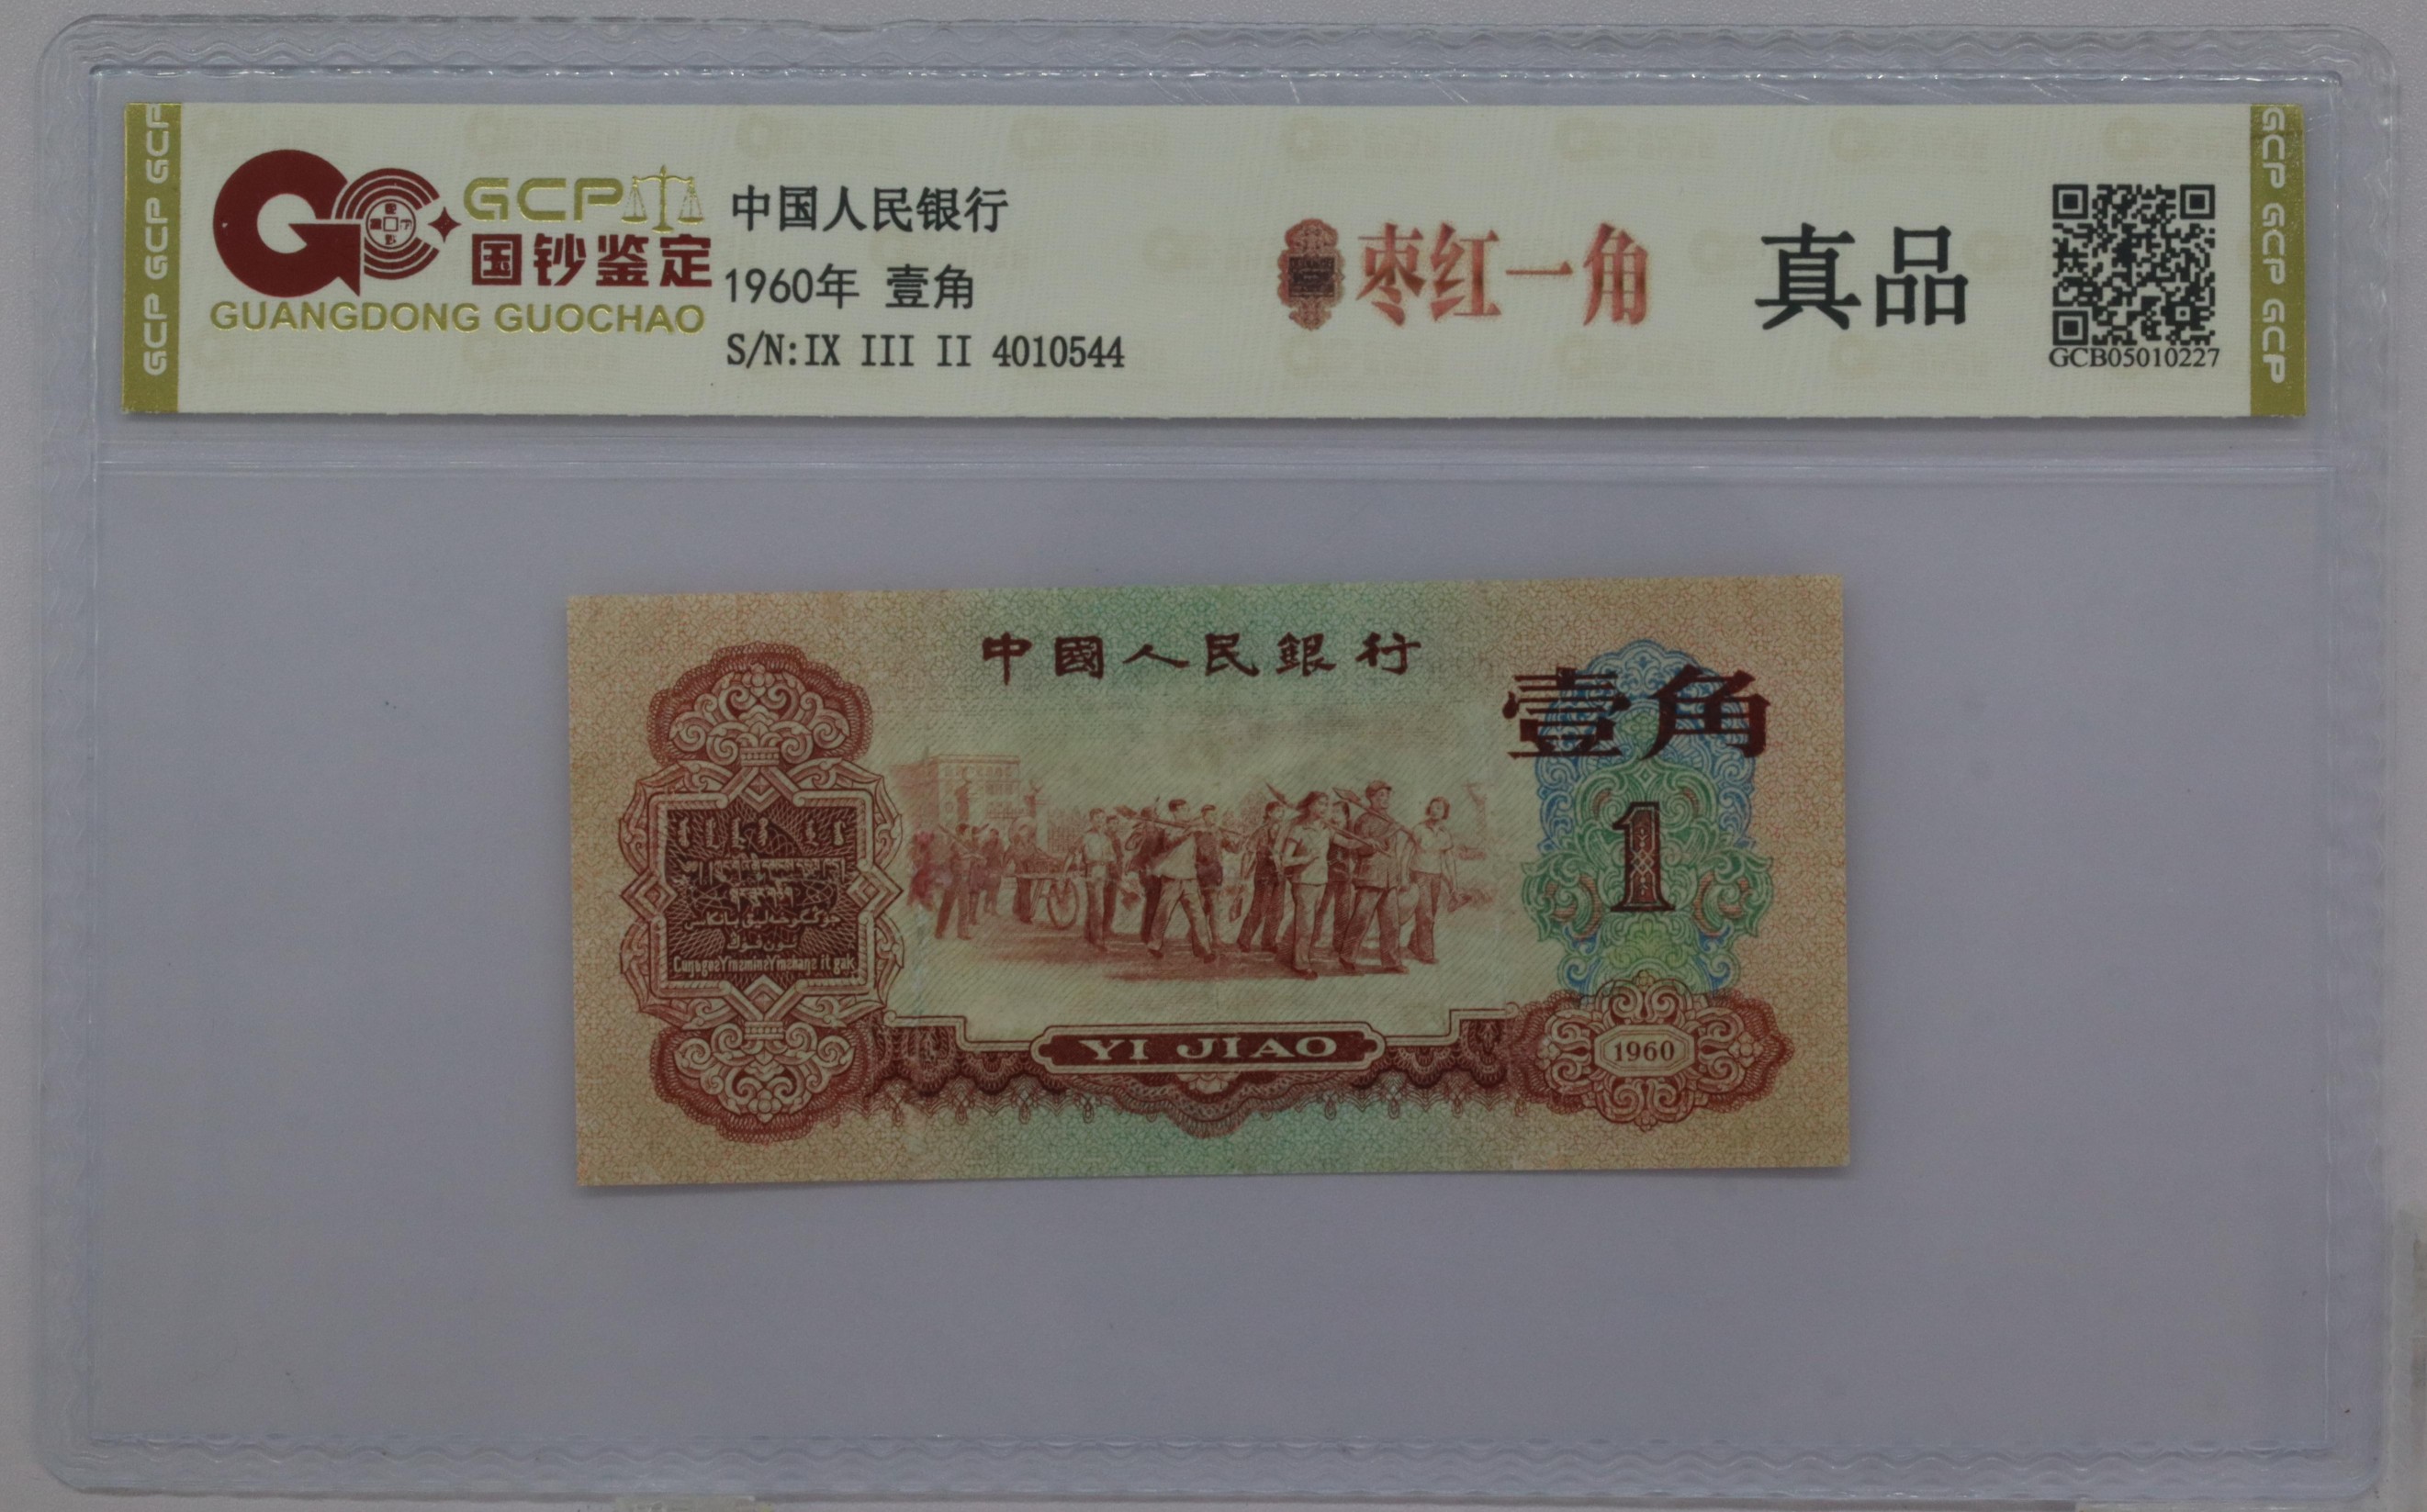 GCP GCP GCP
GCP
国钞鉴定
GUANGDONG GUOCHAO
中国人民银行
1960年 壹角
S/N:IX III II 4010544
枣红一角
真品
GCB05010227
GCP GCP GCP
中國人民銀行
壹角
1
YI JIAO
1960